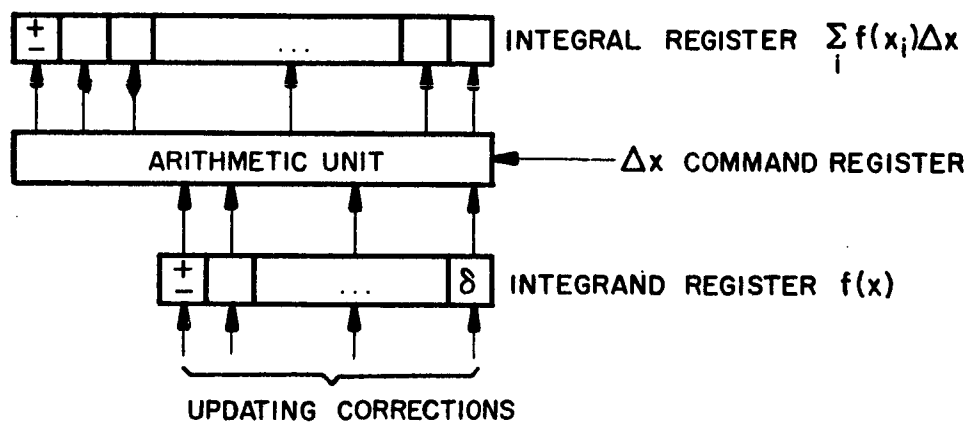 ± ... INTEGRAL REGISTER ∑ f(xᵢ)Δx
i
ARITHMETIC UNIT Δx COMMAND REGISTER
± ... δ INTEGRAND REGISTER f(x)
UPDATING CORRECTIONS